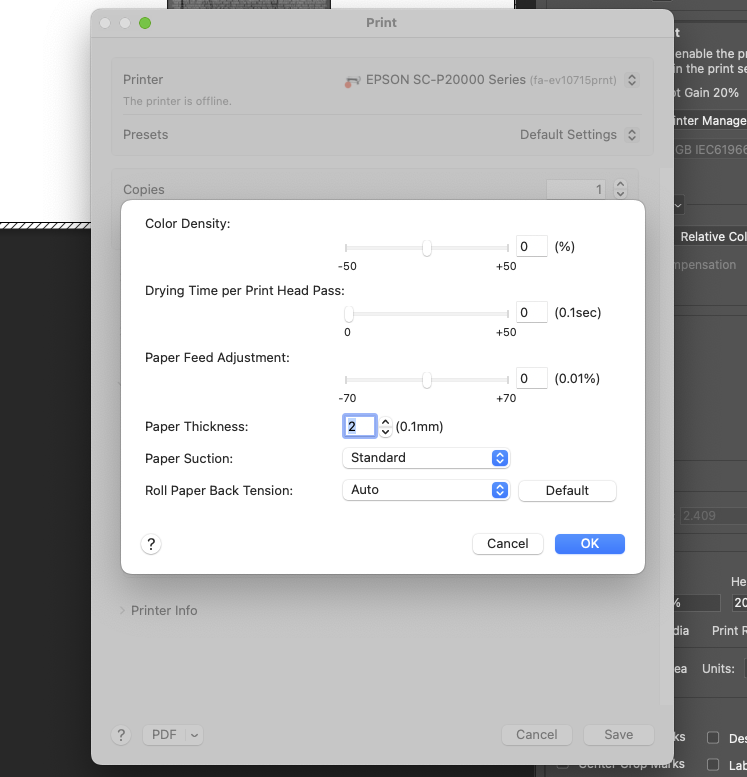 Print
t
Printer EPSON SC-P20000 Series (fa-ev10715prnt)
The printer is offline.
Presets Default Settings
Copies 1
enable the pr
in the print se
ot Gain 20%
inter Manage
GB IEC61966
Relative Col
mpensation
Color Density: 0 (%)
-50 +50
Drying Time per Print Head Pass: 0 (0.1sec)
0 +50
Paper Feed Adjustment: 0 (0.01%)
-70 +70
Paper Thickness: 2 (0.1mm)
Paper Suction: Standard
Roll Paper Back Tension: Auto Default
? Cancel OK
2.409
Printer Info
He
% 20
dia Print R
ea Units:
? PDF Cancel Save
ks Des
Center Crop Marks Lab